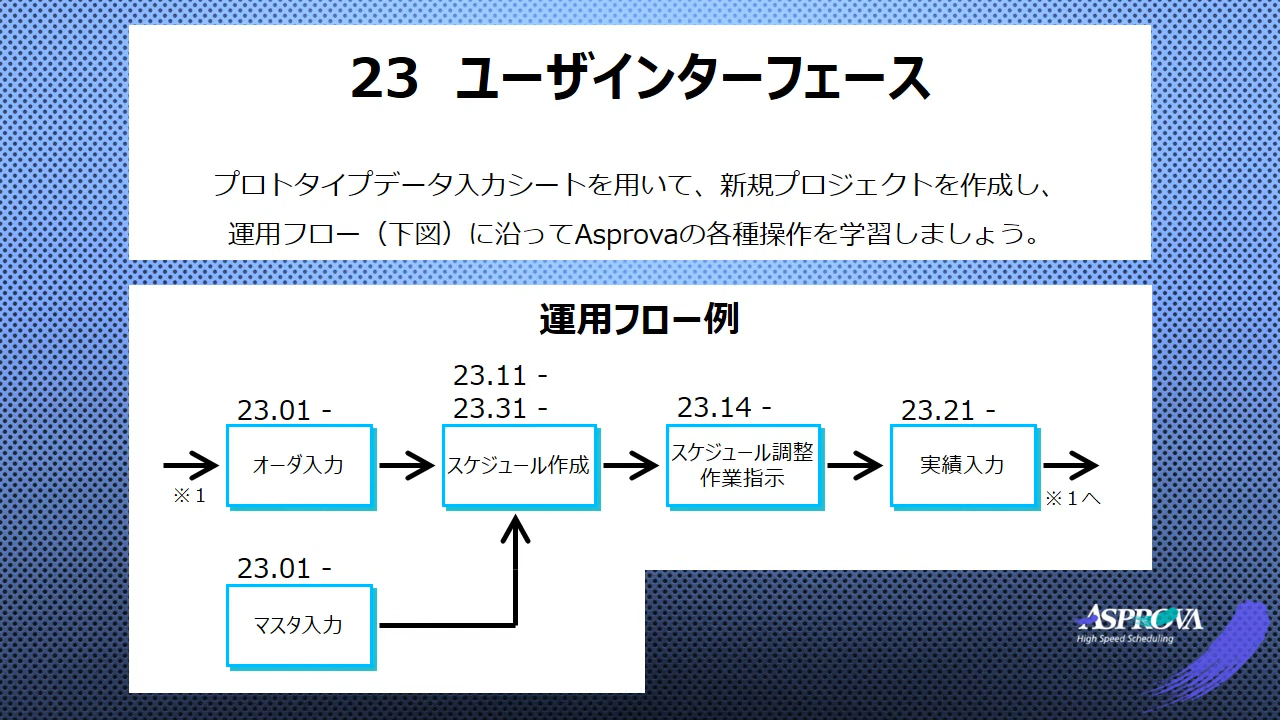 23 ユーザインターフェース
プロトタイプデータ入力シートを用いて、新規プロジェクトを作成し、
運用フロー（下図）に沿ってAsprovaの各種操作を学習しましょう。
運用フロー例
23.11 -
23.01 -
23.31 -
23.14 -
23.21 -
オーダ入力
スケジュール作成
スケジュール調整
作業指示
実績入力
※１
※１へ
23.01 -
マスタ入力
ASPROVA
High Speed Scheduling